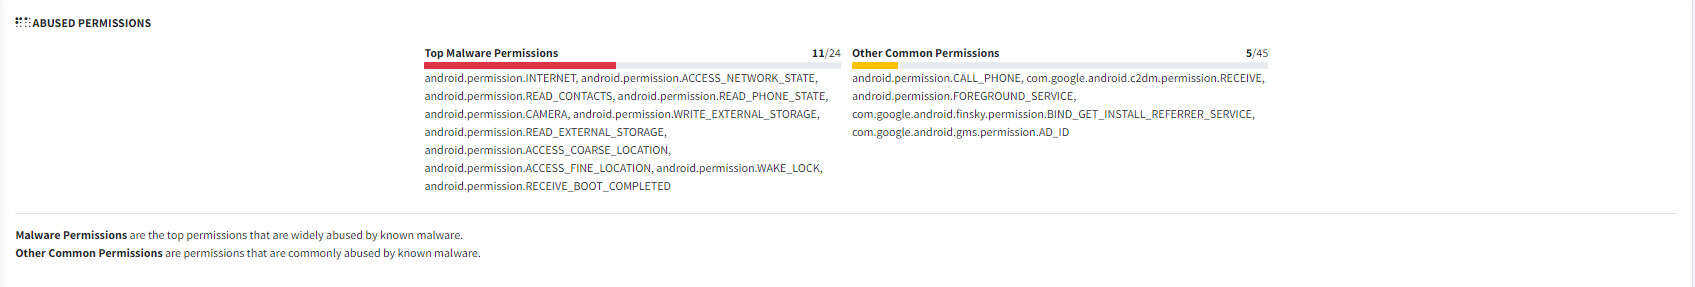 ABUSED PERMISSIONS
Top Malware Permissions 11/24
android.permission.INTERNET, android.permission.ACCESS_NETWORK_STATE,
android.permission.READ_CONTACTS, android.permission.READ_PHONE_STATE,
android.permission.CAMERA, android.permission.WRITE_EXTERNAL_STORAGE,
android.permission.READ_EXTERNAL_STORAGE,
android.permission.ACCESS_COARSE_LOCATION,
android.permission.ACCESS_FINE_LOCATION, android.permission.WAKE_LOCK,
android.permission.RECEIVE_BOOT_COMPLETED
Other Common Permissions 5/45
android.permission.CALL_PHONE, com.google.android.c2dm.permission.RECEIVE,
android.permission.FOREGROUND_SERVICE,
com.google.android.finsky.permission.BIND_GET_INSTALL_REFERRER_SERVICE,
com.google.android.gms.permission.AD_ID
Malware Permissions are the top permissions that are widely abused by known malware.
Other Common Permissions are permissions that are commonly abused by known malware.